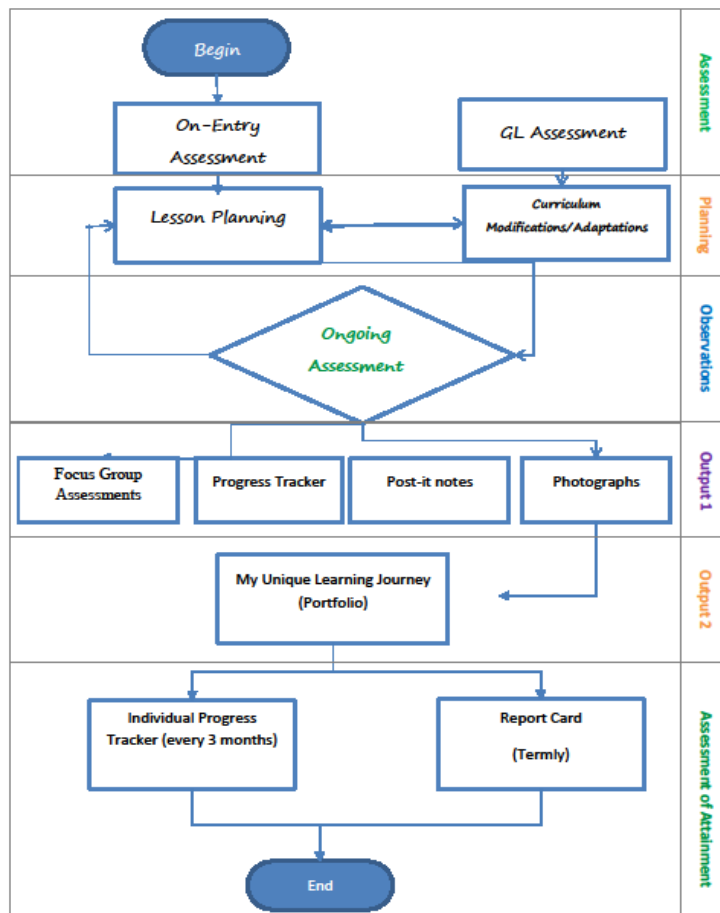 Begin
On-Entry
Assessment
GL Assessment
Assessment
Lesson Planning
Curriculum
Modifications/Adaptations
Planning
Ongoing
Assessment
Observations
Focus Group
Assessments
Progress Tracker
Post-it notes
Photographs
Output 1
My Unique Learning Journey
(Portfolio)
Output 2
Individual Progress
Tracker (every 3 months)
Report Card
(Termly)
Assessment of Attainment
End